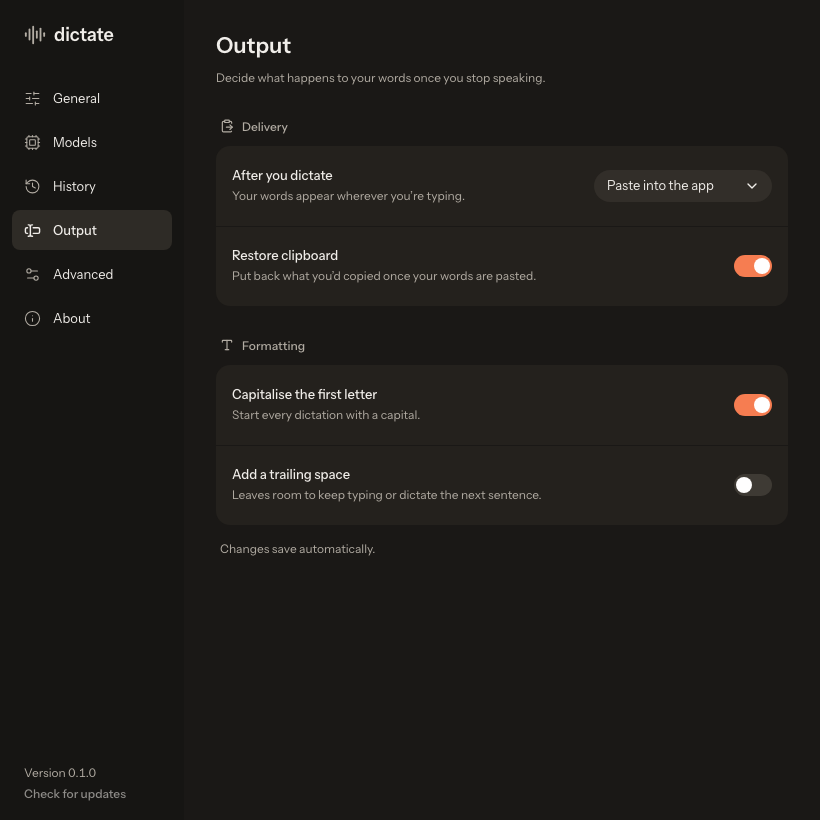 dictate
General
Models
History
Output
Advanced
About
Version 0.1.0
Check for updates
Output
Decide what happens to your words once you stop speaking.
Delivery
After you dictate
Your words appear wherever you’re typing.
Paste into the app
Restore clipboard
Put back what you’d copied once your words are pasted.
Formatting
Capitalise the first letter
Start every dictation with a capital.
Add a trailing space
Leaves room to keep typing or dictate the next sentence.
Changes save automatically.